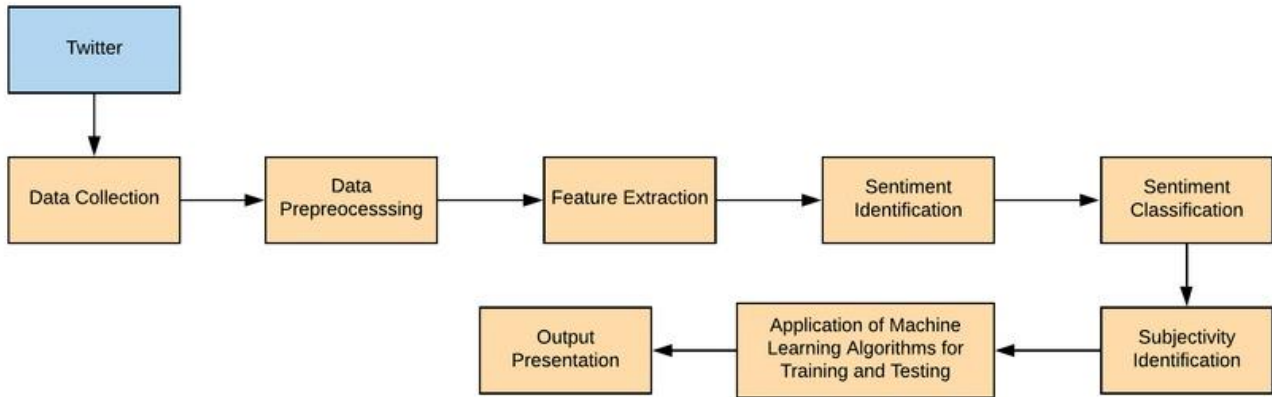 Twitter
Data Collection
Data
Prepreocesssing
Feature Extraction
Sentiment
Identification
Sentiment
Classification
Output
Presentation
Application of Machine
Learning Algorithms for
Training and Testing
Subjectivity
Identification